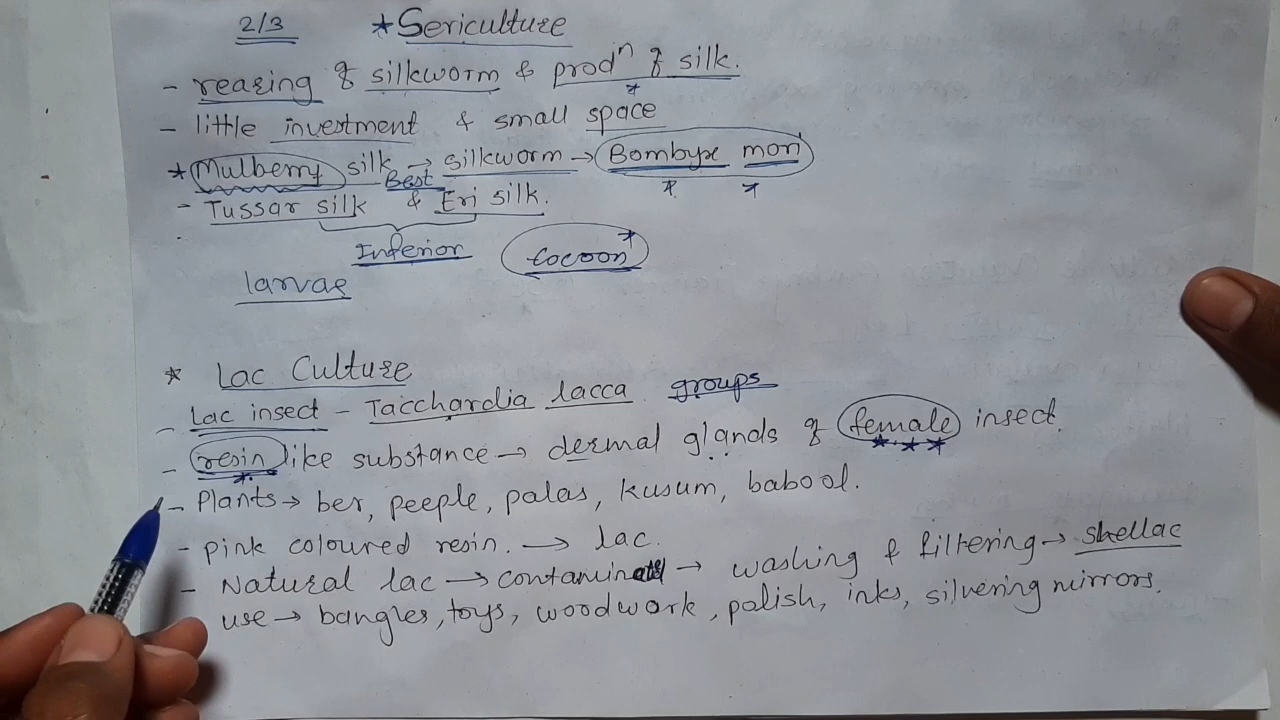 2/3 * Sericulture
- rearing of silkworm & prodⁿ of silk.
- little investment & small space
* Mulberry silk → silkworm → Bombyx mori
Best
- Tussar silk & Eri silk.
Inferior cocoon
larvae
* Lac Culture
- Lac insect - Tacchardia lacca groups
- resin like substance → dermal glands of female insect.
- Plants → ber, peeple, palas, kusum, babool.
- pink coloured resin. → lac.
- Natural lac → contaminated → washing & filtering → shellac
use → bangles, toys, woodwork, polish, inks, silvering mirrors.